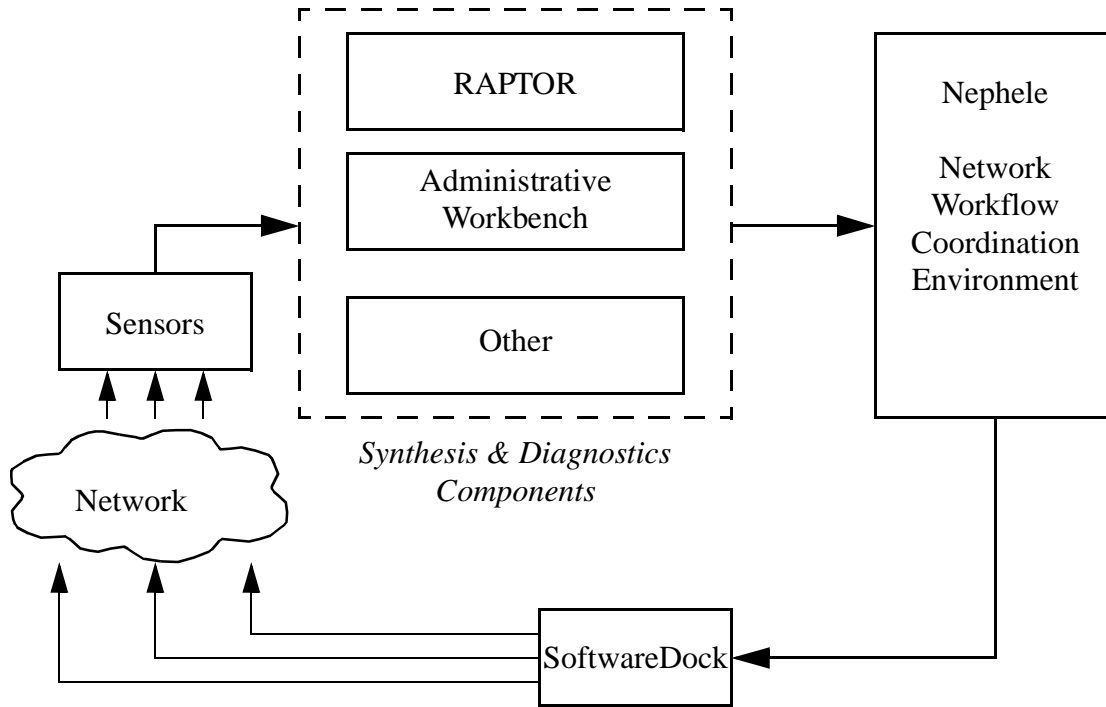 RAPTOR
Administrative
Workbench
Other
Synthesis & Diagnostics
Components
Nephele
Network
Workflow
Coordination
Environment
Sensors
Network
SoftwareDock